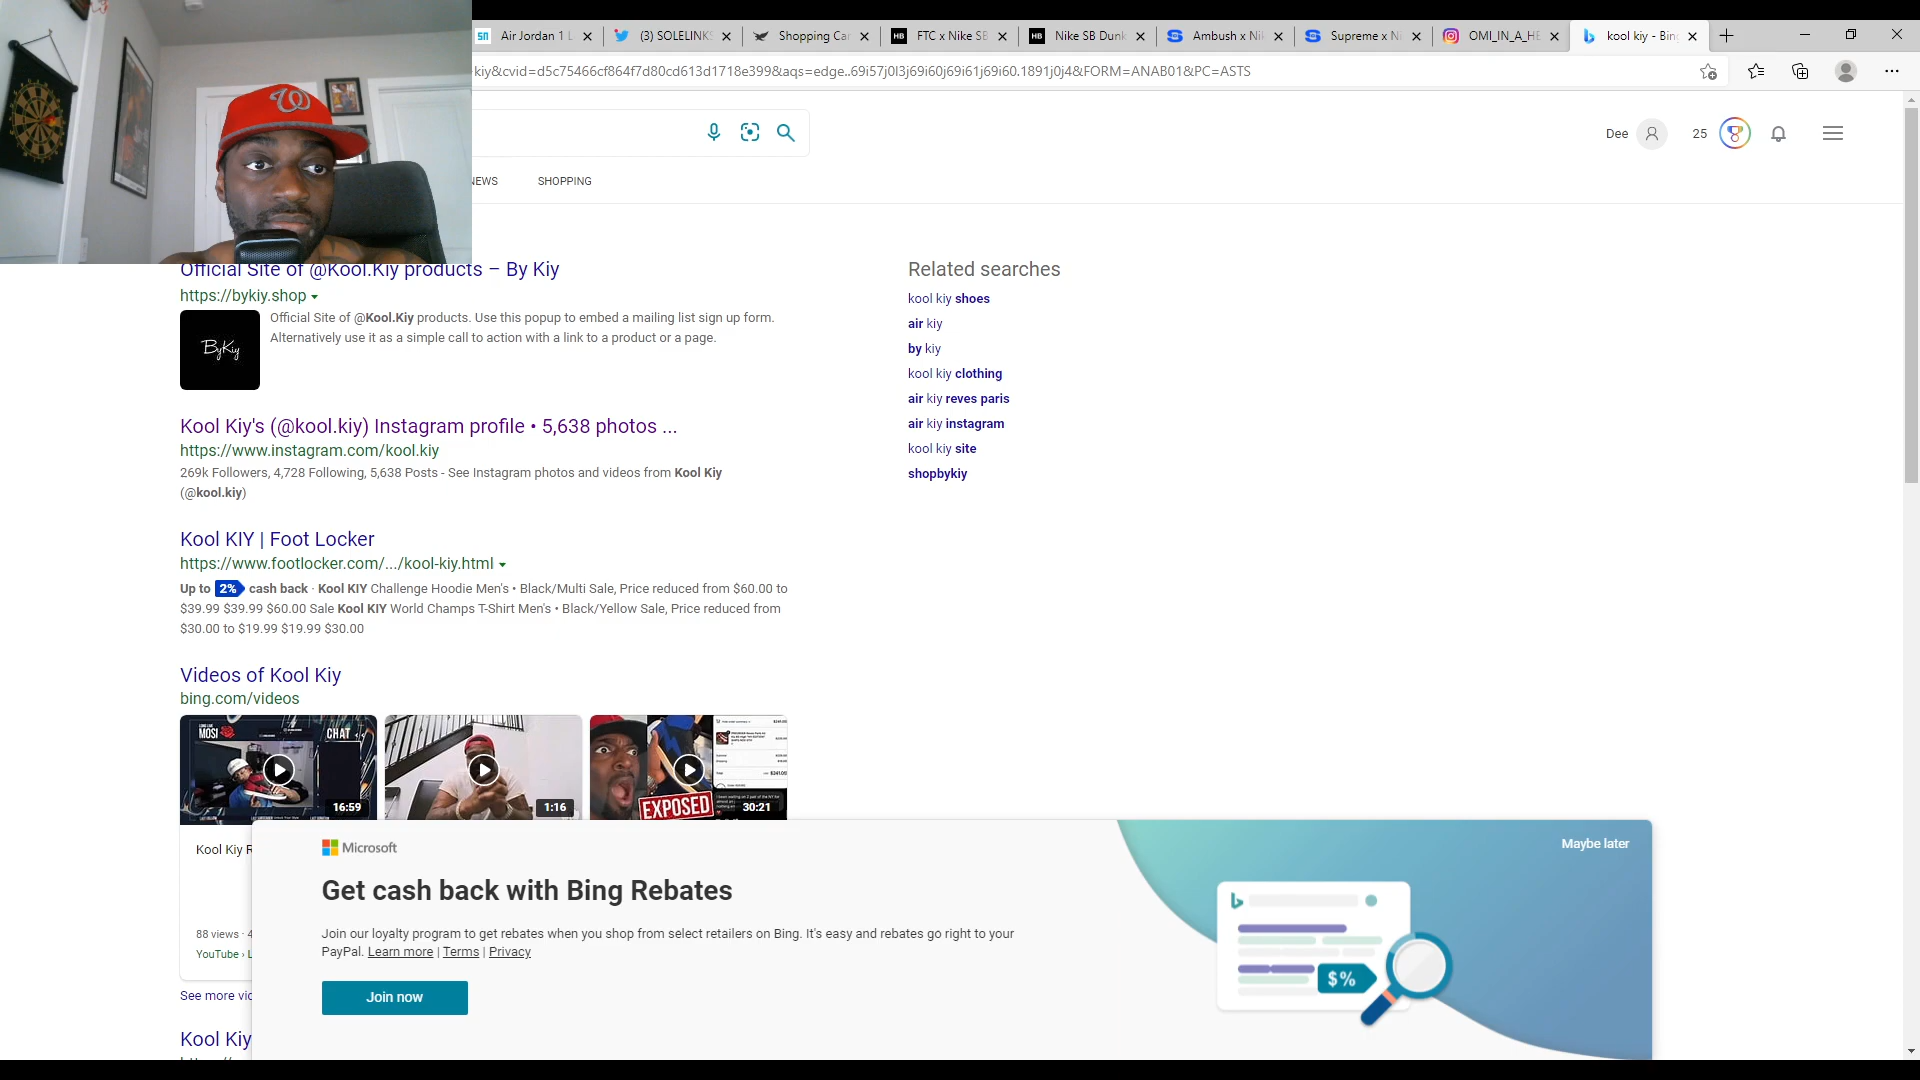 Air Jordan 1 L
(3) SOLELINKS
Shopping Car
FTC x Nike SB
Nike SB Dunk
Ambush x Nik
Supreme x Ni
OMI_IN_A_HE
kool kiy - Bing
kiy&cvid=d5c75466cf864f7d80cd613d1718e399&aqs=edge..69i57j0l3j69i60j69i61j69i60.1891j0j4&FORM=ANAB01&PC=ASTS
Dee
25
NEWS
SHOPPING
Official Site of @Kool.Kiy products – By Kiy
https://bykiy.shop
ByKiy
Official Site of @Kool.Kiy products. Use this popup to embed a mailing list sign up form.
Alternatively use it as a simple call to action with a link to a product or a page.
Kool Kiy's (@kool.kiy) Instagram profile • 5,638 photos ...
https://www.instagram.com/kool.kiy
269k Followers, 4,728 Following, 5,638 Posts - See Instagram photos and videos from Kool Kiy
(@kool.kiy)
Kool KIY | Foot Locker
https://www.footlocker.com/.../kool-kiy.html
Up to 2% cash back · Kool KIY Challenge Hoodie Men's • Black/Multi Sale, Price reduced from $60.00 to
$39.99 $39.99 $60.00 Sale Kool KIY World Champs T-Shirt Men's • Black/Yellow Sale, Price reduced from
$30.00 to $19.99 $19.99 $30.00
Videos of Kool Kiy
bing.com/videos
MOSI
CHAT
16:59
1:16
EXPOSED
30:21
Kool Kiy R
88 views · 4
YouTube › L
See more vid
Kool Kiy
Related searches
kool kiy shoes
air kiy
by kiy
kool kiy clothing
air kiy reves paris
air kiy instagram
kool kiy site
shopbykiy
Microsoft
Maybe later
Get cash back with Bing Rebates
Join our loyalty program to get rebates when you shop from select retailers on Bing. It's easy and rebates go right to your
PayPal. Learn more | Terms | Privacy
Join now
$%